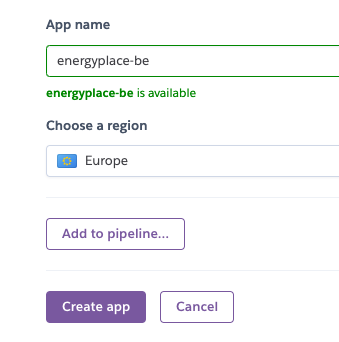 App name
energyplace-be
energyplace-be is available
Choose a region
Europe
Add to pipeline...
Create app
Cancel